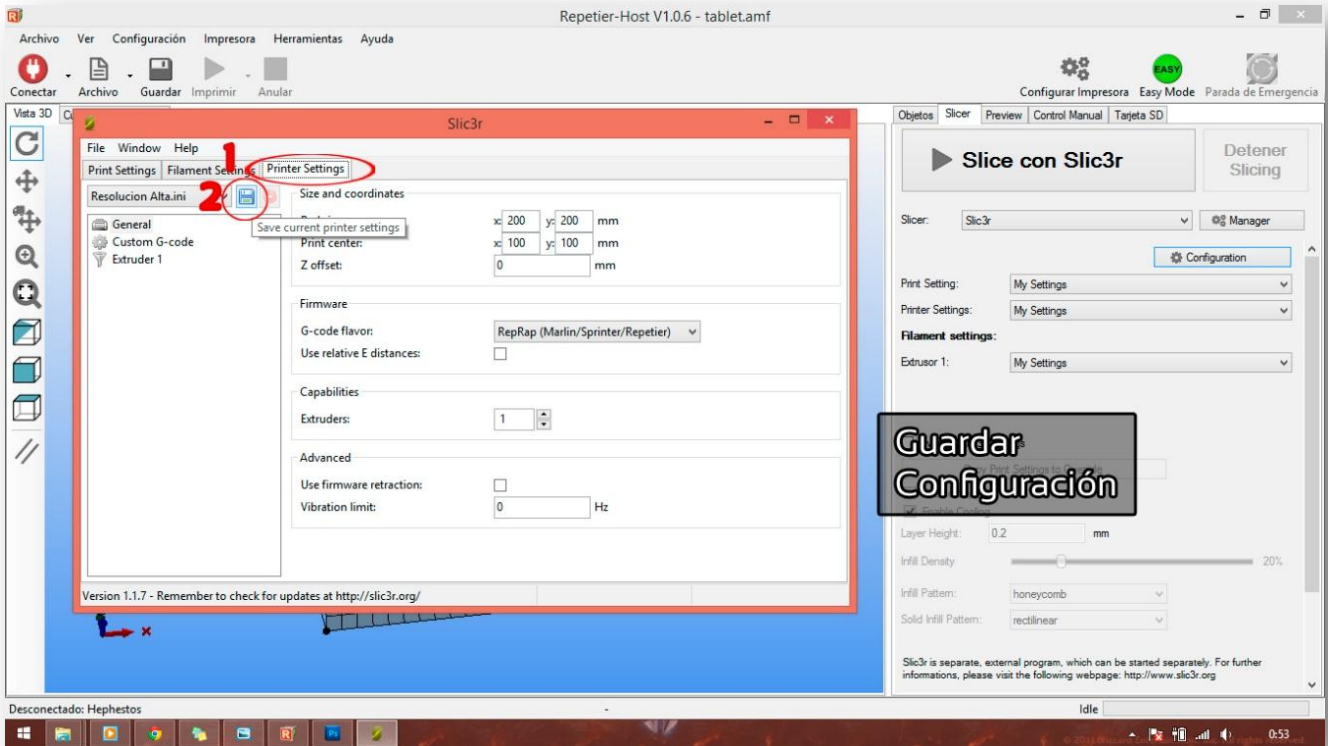 Repetier-Host V1.0.6 - tablet.amf
Archivo Ver Configuración Impresora Herramientas Ayuda
Conectar Archivo Guardar Imprimir Anular
Configurar Impresora Easy Mode Parada de Emergencia
EASY
Vista 3D
Slic3r
File Window Help
1
Print Settings Filament Settings Printer Settings
Resolucion Alta.ini
2
General
Custom G-code
Extruder 1
Save current printer settings
Size and coordinates
x: 200 y: 200 mm
Print center: x: 100 y: 100 mm
Z offset: 0 mm
Firmware
G-code flavor: RepRap (Marlin/Sprinter/Repetier)
Use relative E distances:
Capabilities
Extruders: 1
Advanced
Use firmware retraction:
Vibration limit: 0 Hz
Version 1.1.7 - Remember to check for updates at http://slic3r.org/
Objetos Slicer Preview Control Manual Tarjeta SD
Slice con Slic3r
Detener
Slicing
Slicer: Slic3r Manager
Configuration
Print Setting: My Settings
Printer Settings: My Settings
Filament settings:
Extrusor 1: My Settings
Guardar
Configuración
Print Settings to
Enable Cooling
Layer Height: 0.2 mm
Infill Density 20%
Infill Pattern: honeycomb
Solid Infill Pattern: rectilinear
Slic3r is separate, external program, which can be started separately. For further
informations, please visit the following webpage: http://www.slic3r.org
Desconectado: Hephestos - Idle
0:53